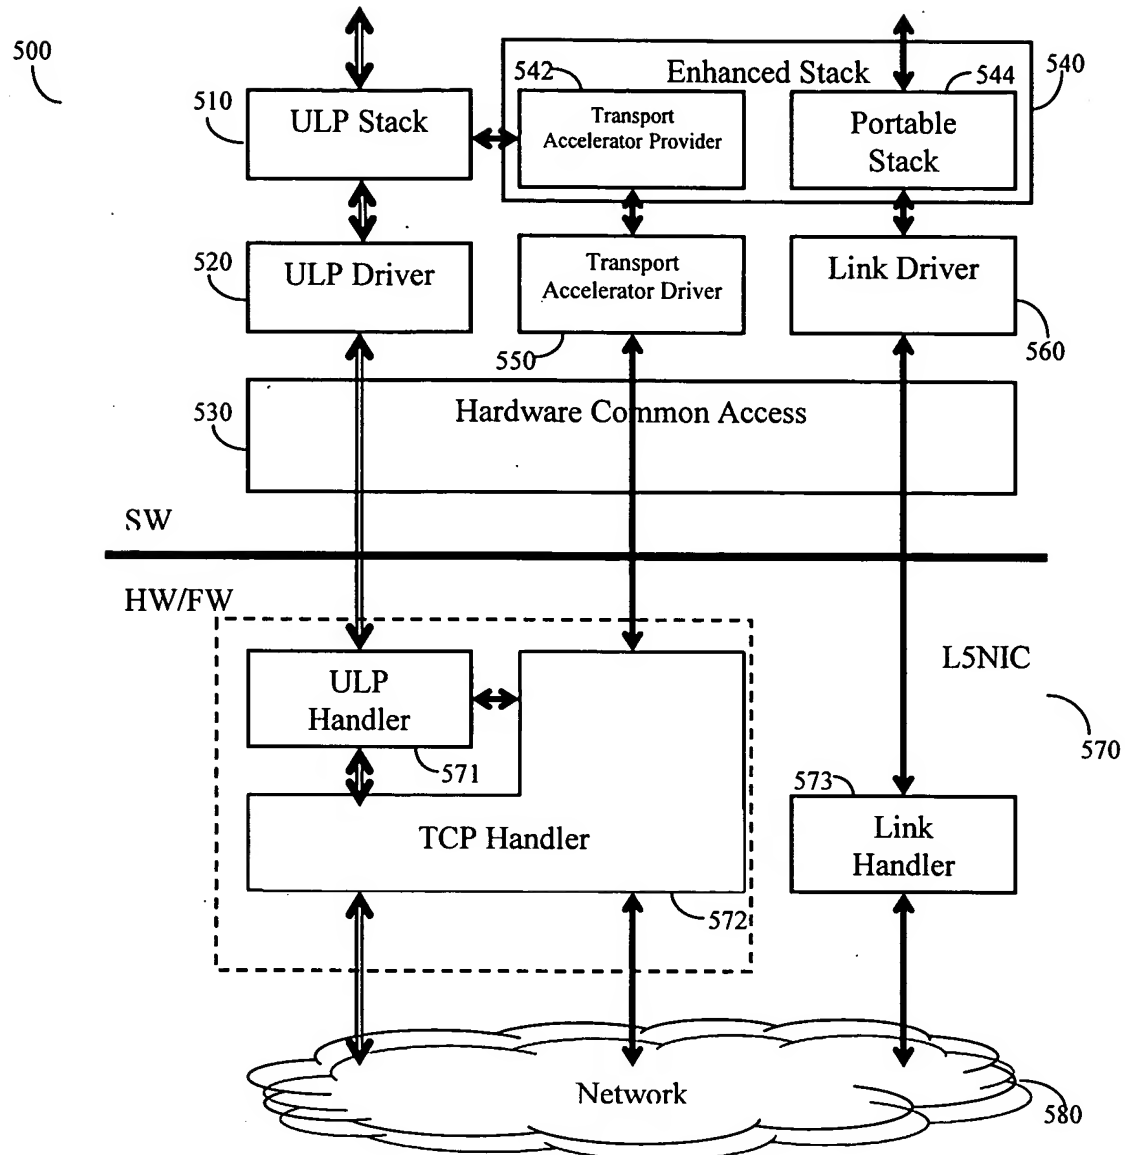 500
510
ULP Stack
542
Enhanced Stack
544
540
Transport
Accelerator Provider
Portable
Stack
520
ULP Driver
Transport
Accelerator Driver
Link Driver
550
560
530
Hardware Common Access
SW
HW/FW
L5NIC
ULP
Handler
571
570
573
TCP Handler
Link
Handler
572
Network
580